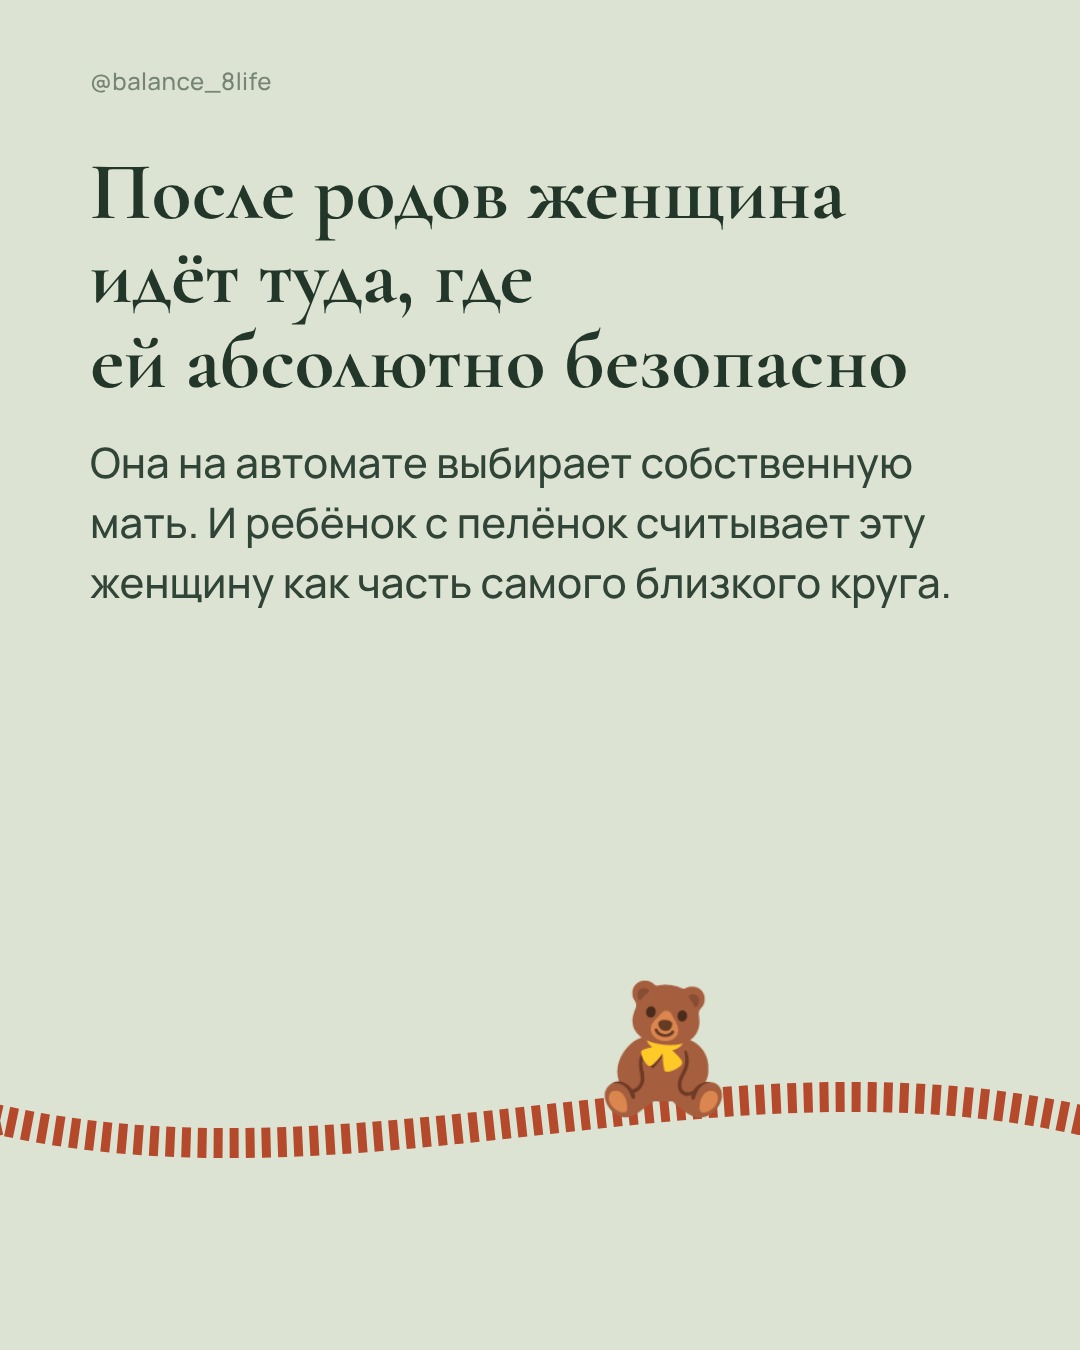 @balance_8life
После родов женщина
идёт туда, где
ей абсолютно безопасно
Она на автомате выбирает собственную
мать. И ребёнок с пелёнок считывает эту
женщину как часть самого близкого круга.